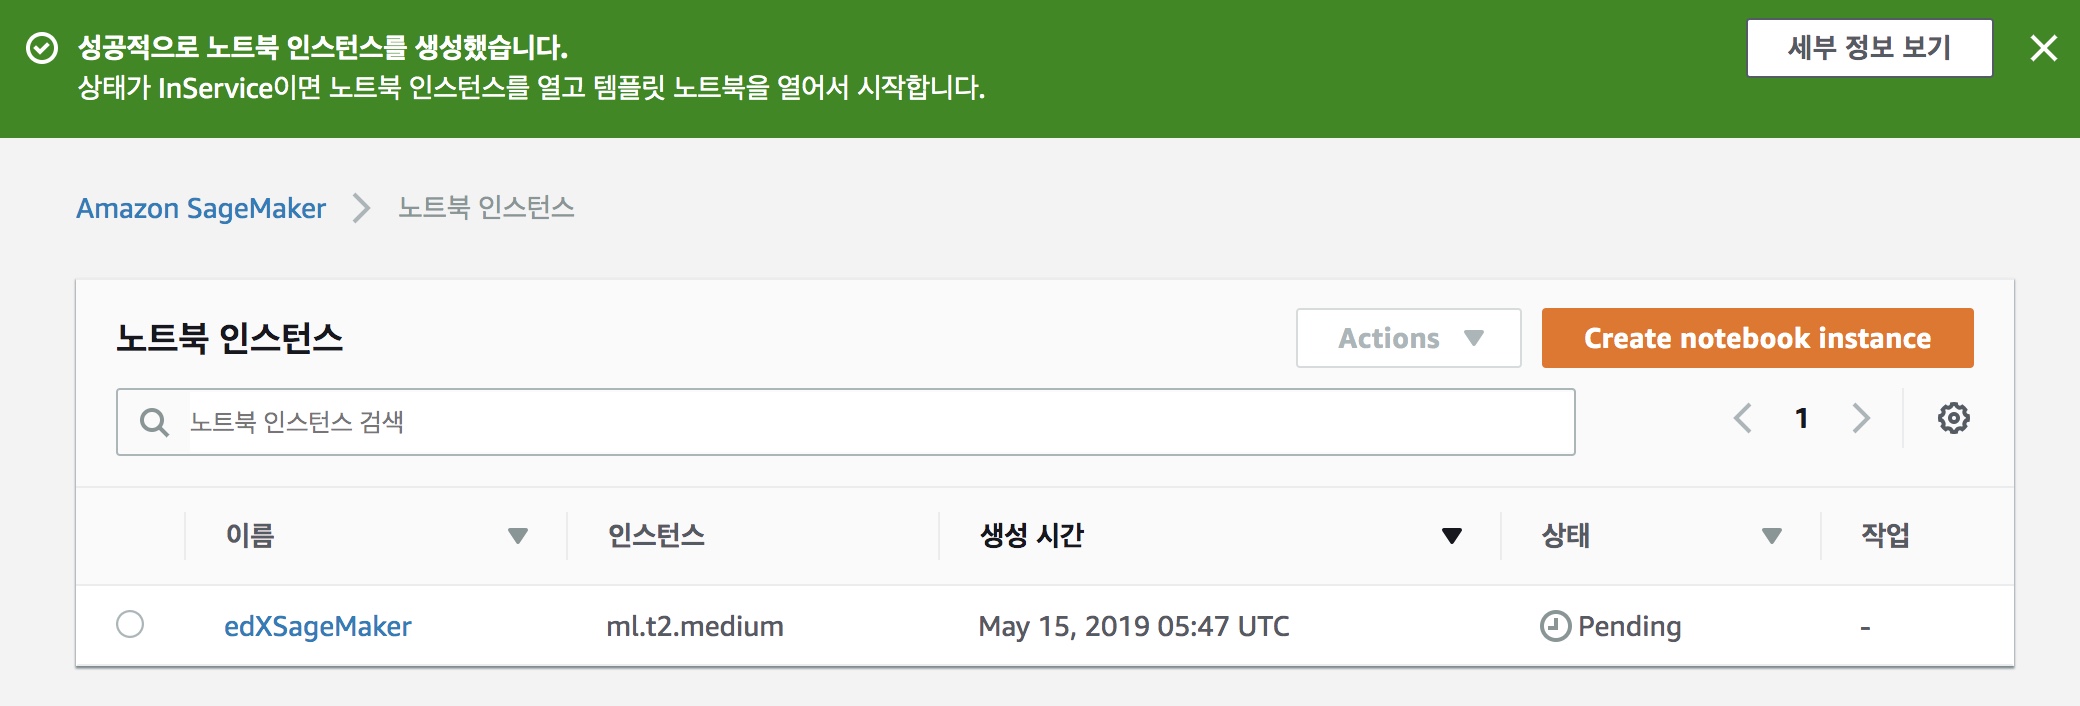 성공적으로 노트북 인스턴스를 생성했습니다.
상태가 InService이면 노트북 인스턴스를 열고 템플릿 노트북을 열어서 시작합니다.
세부 정보 보기
Amazon SageMaker 노트북 인스턴스
노트북 인스턴스
Actions
Create notebook instance
노트북 인스턴스 검색
1
이름 인스턴스 생성 시간 상태 작업
edXSageMaker ml.t2.medium May 15, 2019 05:47 UTC Pending -